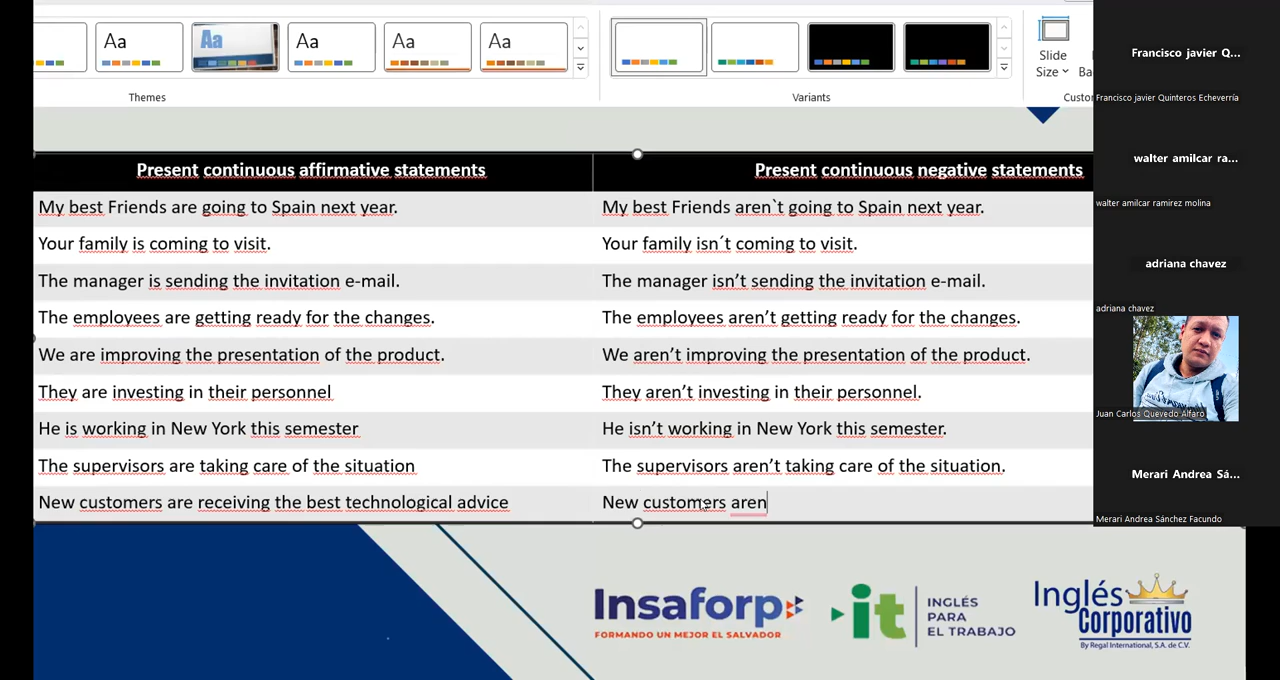 Aa
Aa
Aa
Aa
Aa
Themes
Variants
Slide
Size
Ba
Custo
Francisco javier Q...
Francisco javier Quinteros Echeverría
walter amilcar ra...
walter amilcar ramirez molina
adriana chavez
adriana chavez
Juan Carlos Quevedo Alfaro
Merari Andrea Sá...
Merari Andrea Sánchez Facundo
Present continuous affirmative statements
Present continuous negative statements
My best Friends are going to Spain next year.
My best Friends aren`t going to Spain next year.
Your family is coming to visit.
Your family isn´t coming to visit.
The manager is sending the invitation e-mail.
The manager isn’t sending the invitation e-mail.
The employees are getting ready for the changes.
The employees aren’t getting ready for the changes.
We are improving the presentation of the product.
We aren’t improving the presentation of the product.
They are investing in their personnel
They aren’t investing in their personnel.
He is working in New York this semester
He isn’t working in New York this semester.
The supervisors are taking care of the situation
The supervisors aren’t taking care of the situation.
New customers are receiving the best technological advice
New customers aren
Insaforp
FORMANDO UN MEJOR EL SALVADOR
it
INGLÉS
PARA
EL TRABAJO
Inglés
Corporativo
By Regal International, S.A. de C.V.